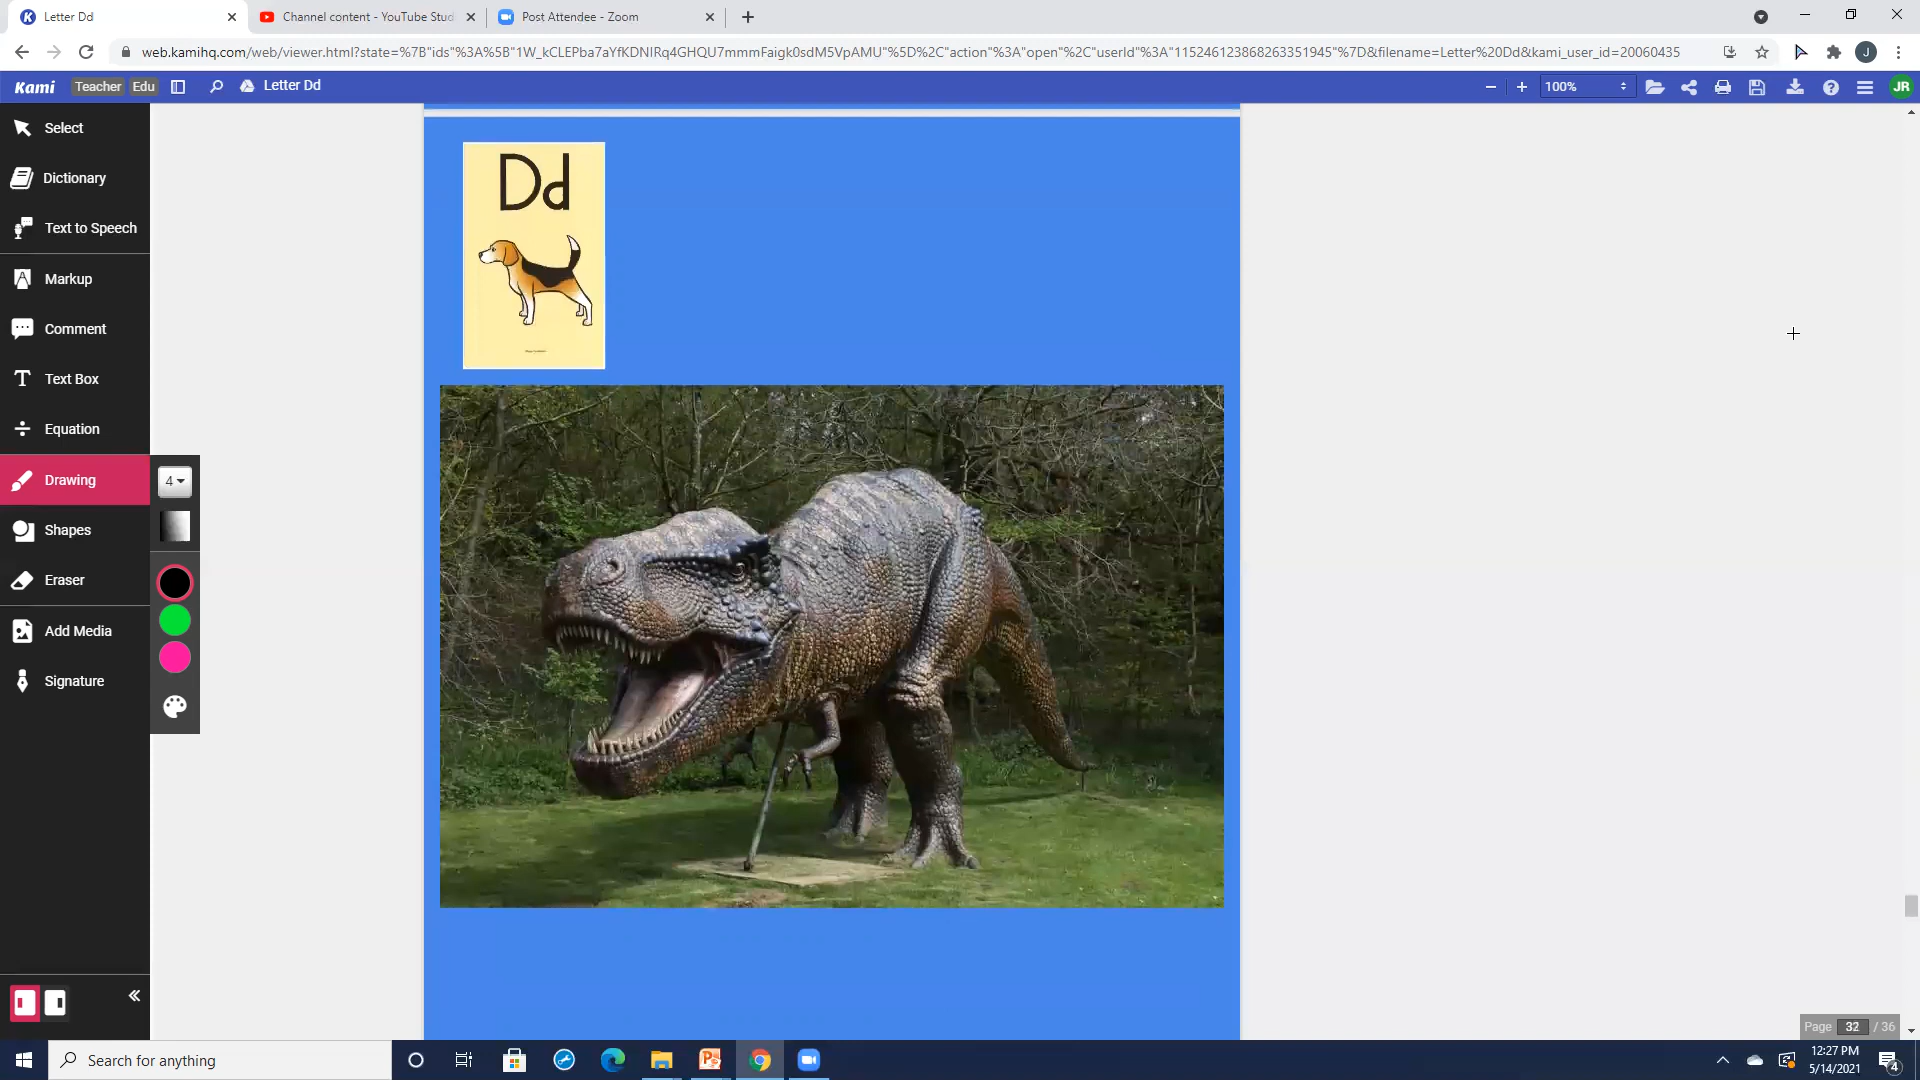 Letter Dd
Channel content - YouTube Stud
Post Attendee - Zoom
web.kamihq.com/web/viewer.html?state=%7B"ids"%3A%5B"1W_kCLEPba7aYfKDNIRq4GHQU7mmmFaigk0sdM5VpAMU"%5D%2C"action"%3A"open"%2C"userId"%3A"115246123868263351945"%7D&filename=Letter%20Dd&kami_user_id=20060435
J
Kami
Teacher
Edu
Letter Dd
100%
JR
Select
Dictionary
Text to Speech
Markup
Comment
Text Box
Equation
Drawing
4
Shapes
Eraser
Add Media
Signature
Dd
Page 32 / 36
Search for anything
12:27 PM
5/14/2021
4